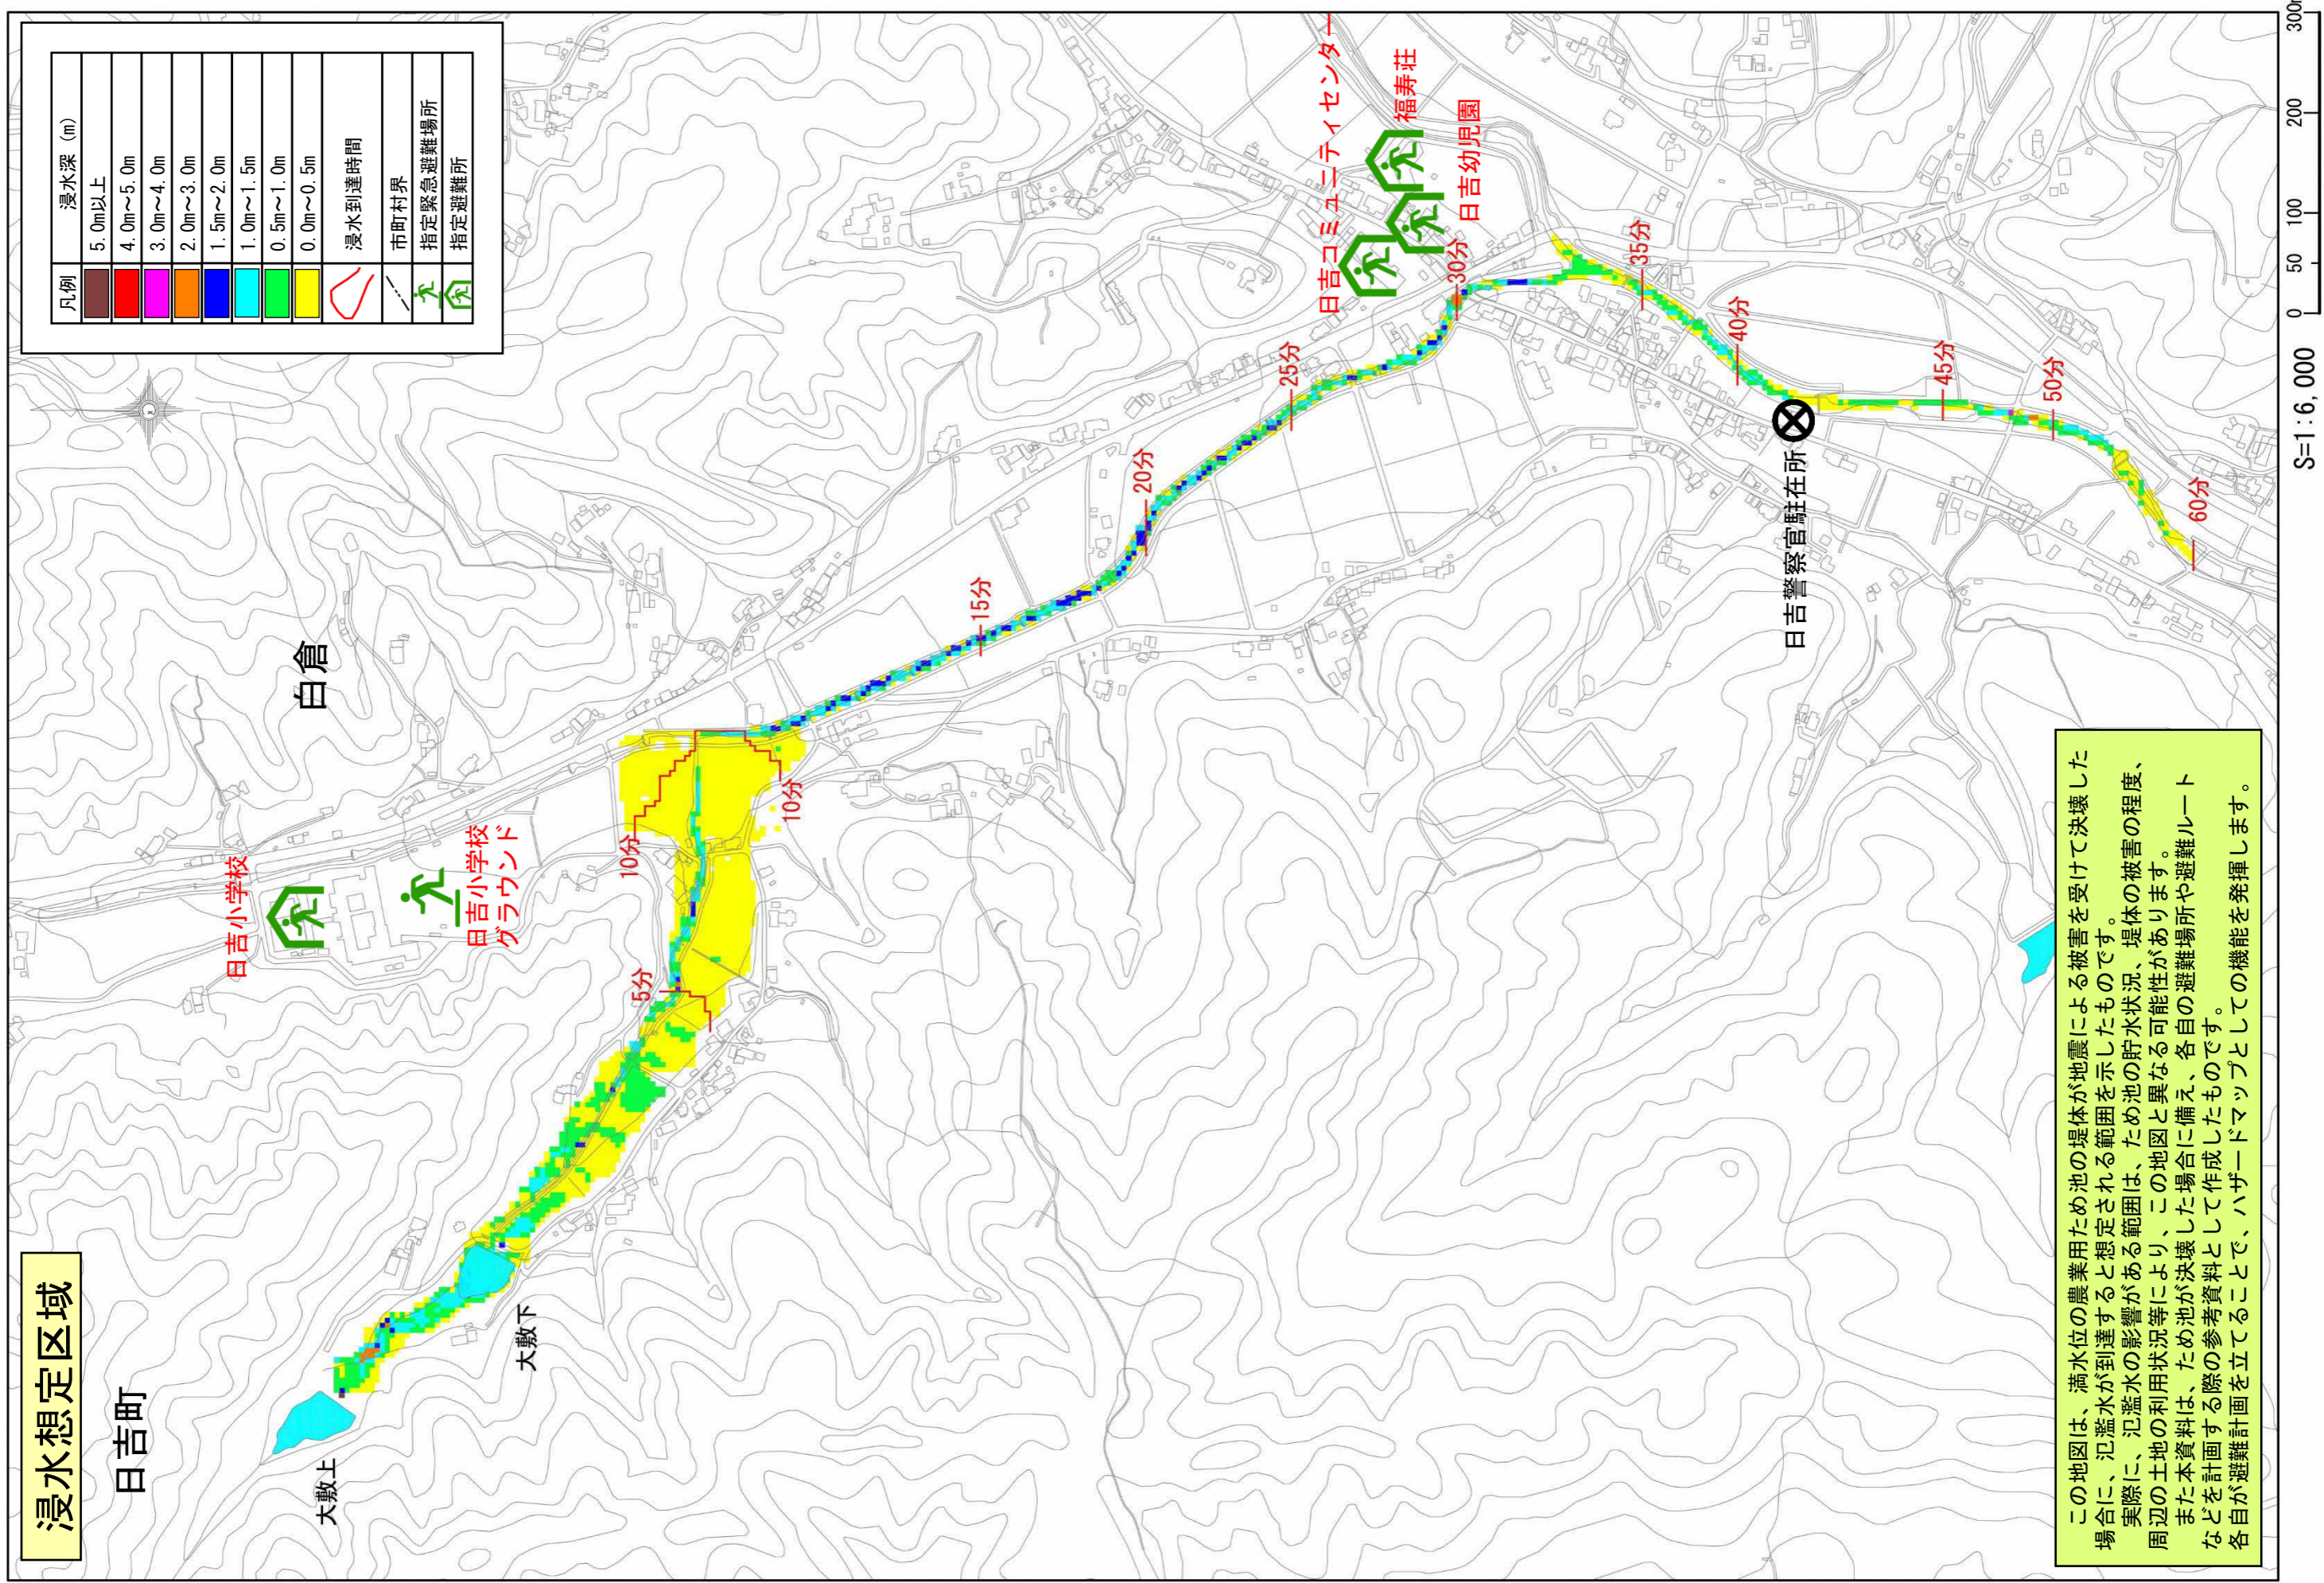 浸水想定区域
日吉町
大敷上
大敷下
白倉
日吉小学校
日吉小学校
グラウンド
5分
10分
10分
15分
20分
25分
30分
35分
40分
45分
50分
60分
日吉コミュニティセンター
福寿荘
日吉幼児園
日吉警察官駐在所
凡例 浸水深 (m)
5.0m以上
4.0m～5.0m
3.0m～4.0m
2.0m～3.0m
1.5m～2.0m
1.0m～1.5m
0.5m～1.0m
0.0m～0.5m
浸水到達時間
市町村界
指定緊急避難場所
指定避難所
この地図は、満水位の農業用ため池の堤体が地震による被害を受けて決壊した
場合に、氾濫水が到達すると想定される範囲を示したものです。
実際に、氾濫水の影響がある範囲は、ため池の貯水状況、堤体の被害の程度、
周辺の土地の利用状況等により、この地図と異なる可能性があります。
また本資料は、ため池が決壊した場合に備え、各自の避難場所や避難ルート
などを計画する際の参考資料として作成したものです。
各自が避難計画を立てることで、ハザードマップとしての機能を発揮します。
S=1:6,000
0 50 100 200 300m